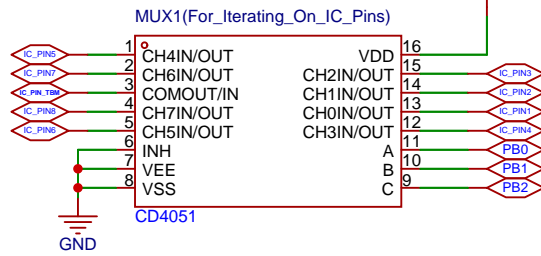 MUX1(For_Iterating_On_IC_Pins)
IC_PIN5 1 CH4IN/OUT VDD 16
IC_PIN7 2 CH6IN/OUT CH2IN/OUT 15 IC_PIN3
IC_PIN_TBM 3 COMOUT/IN CH1IN/OUT 14 IC_PIN2
IC_PIN8 4 CH7IN/OUT CH0IN/OUT 13 IC_PIN1
IC_PIN6 5 CH5IN/OUT CH3IN/OUT 12 IC_PIN4
6 INH A 11 PB0
7 VEE B 10 PB1
8 VSS C 9 PB2
CD4051
GND